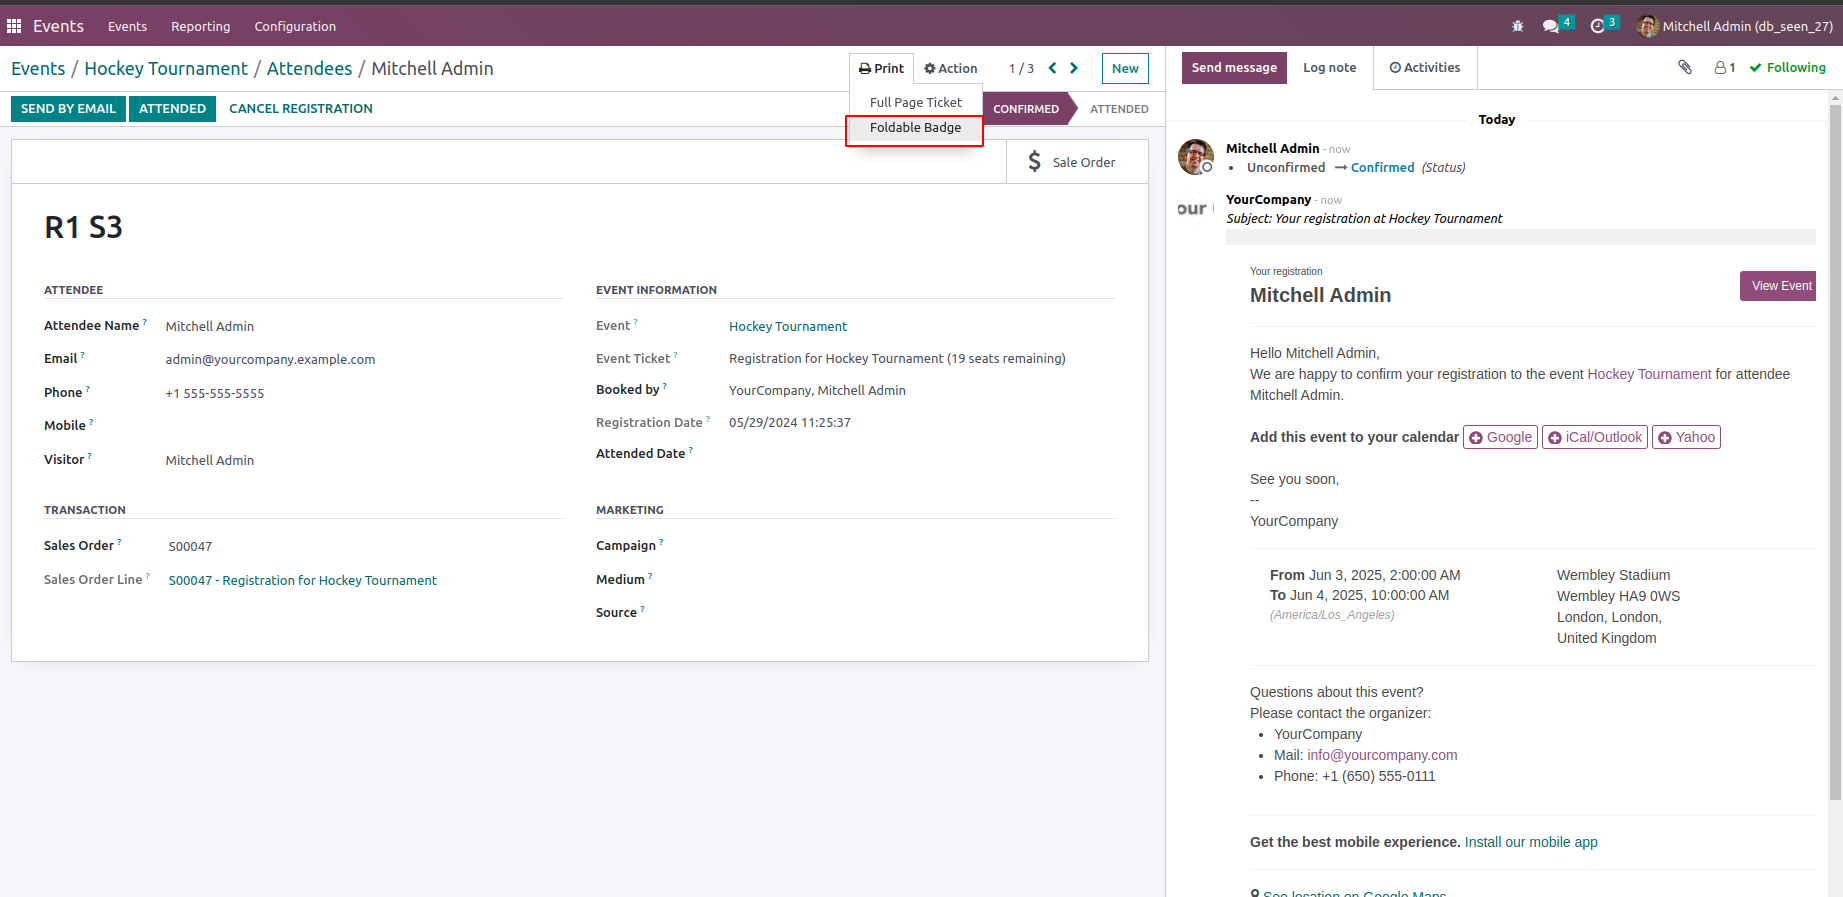 Events Events Reporting Configuration 4 3 Mitchell Admin (db_seen_27)
Events / Hockey Tournament / Attendees / Mitchell Admin
Print Action 1 / 3 New
Full Page Ticket
Foldable Badge
SEND BY EMAIL ATTENDED CANCEL REGISTRATION
CONFIRMED ATTENDED
$ Sale Order
R1 S3
ATTENDEE
Attendee Name ? Mitchell Admin
Email ? admin@yourcompany.example.com
Phone ? +1 555-555-5555
Mobile ?
Visitor ? Mitchell Admin
EVENT INFORMATION
Event ? Hockey Tournament
Event Ticket ? Registration for Hockey Tournament (19 seats remaining)
Booked by ? YourCompany, Mitchell Admin
Registration Date ? 05/29/2024 11:25:37
Attended Date ?
TRANSACTION
Sales Order ? S00047
Sales Order Line ? S00047 - Registration for Hockey Tournament
MARKETING
Campaign ?
Medium ?
Source ?
Send message Log note Activities 1 Following
Today
Mitchell Admin - now
• Unconfirmed → Confirmed (Status)
our
YourCompany - now
Subject: Your registration at Hockey Tournament
Your registration
Mitchell Admin
View Event
Hello Mitchell Admin,
We are happy to confirm your registration to the event Hockey Tournament for attendee
Mitchell Admin.
Add this event to your calendar Google iCal/Outlook Yahoo
See you soon,
--
YourCompany
From Jun 3, 2025, 2:00:00 AM
To Jun 4, 2025, 10:00:00 AM
(America/Los_Angeles)
Wembley Stadium
Wembley HA9 0WS
London, London,
United Kingdom
Questions about this event?
Please contact the organizer:
• YourCompany
• Mail: info@yourcompany.com
• Phone: +1 (650) 555-0111
Get the best mobile experience. Install our mobile app
See location on Google Maps